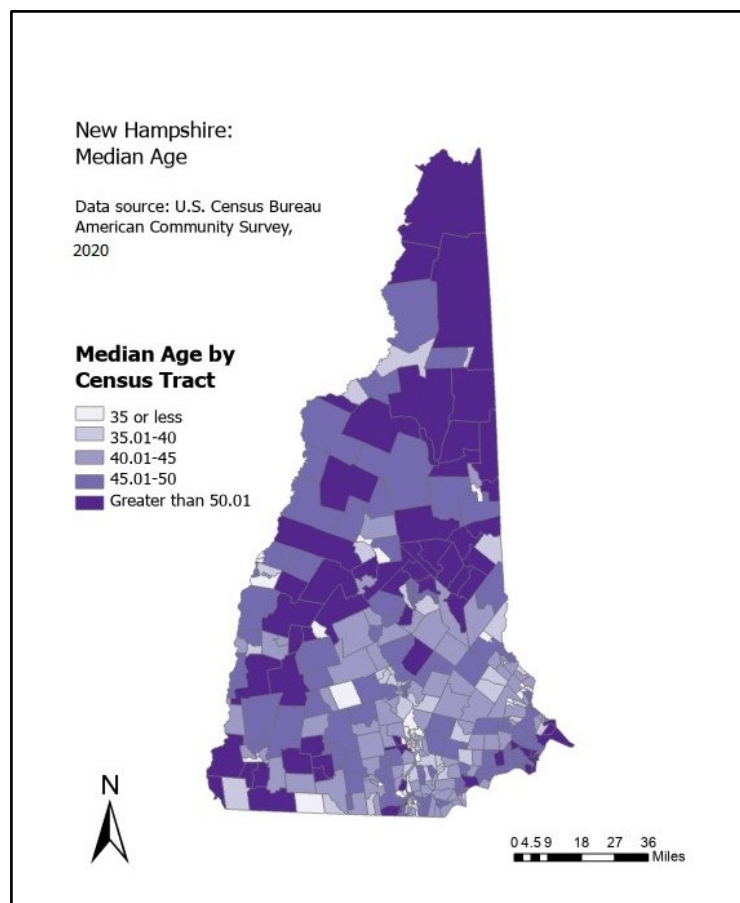 New Hampshire:
Median Age
Data source: U.S. Census Bureau
American Community Survey,
2020
Median Age by
Census Tract
35 or less
35.01-40
40.01-45
45.01-50
Greater than 50.01
N
0 4.5 9 18 27 36
Miles